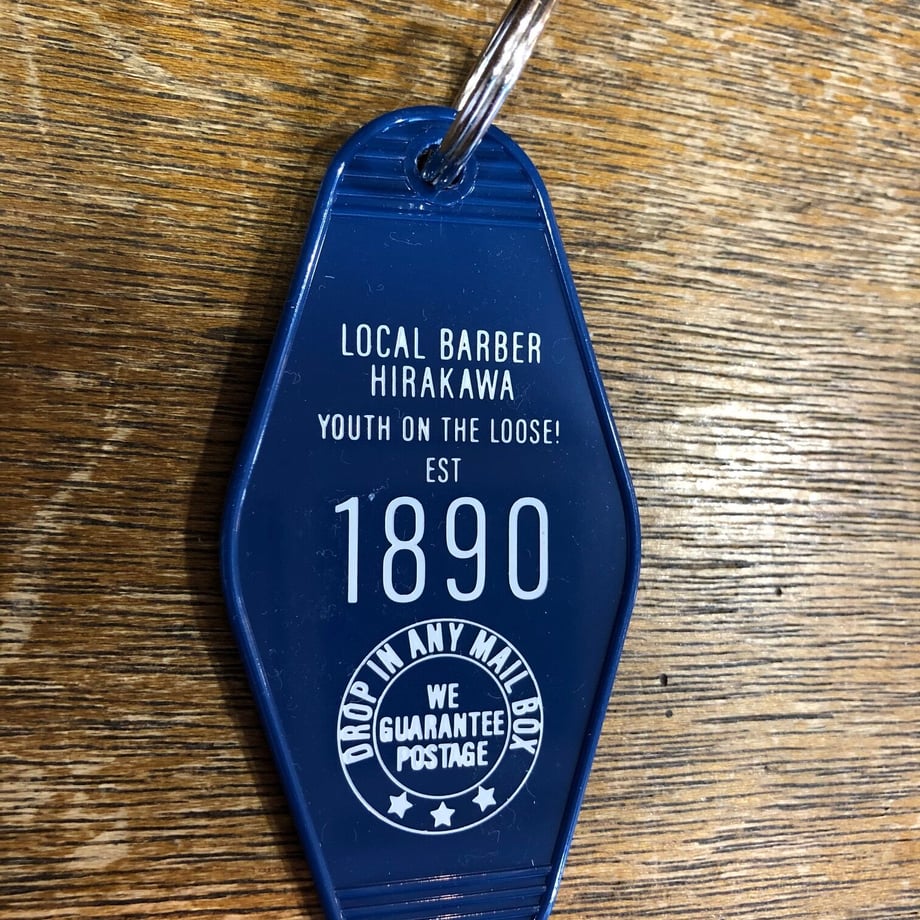 LOCAL BARBER
HIRAKAWA
YOUTH ON THE LOOSE!
EST
1890
DROP IN ANY MAIL BOX
WE
GUARANTEE
POSTAGE